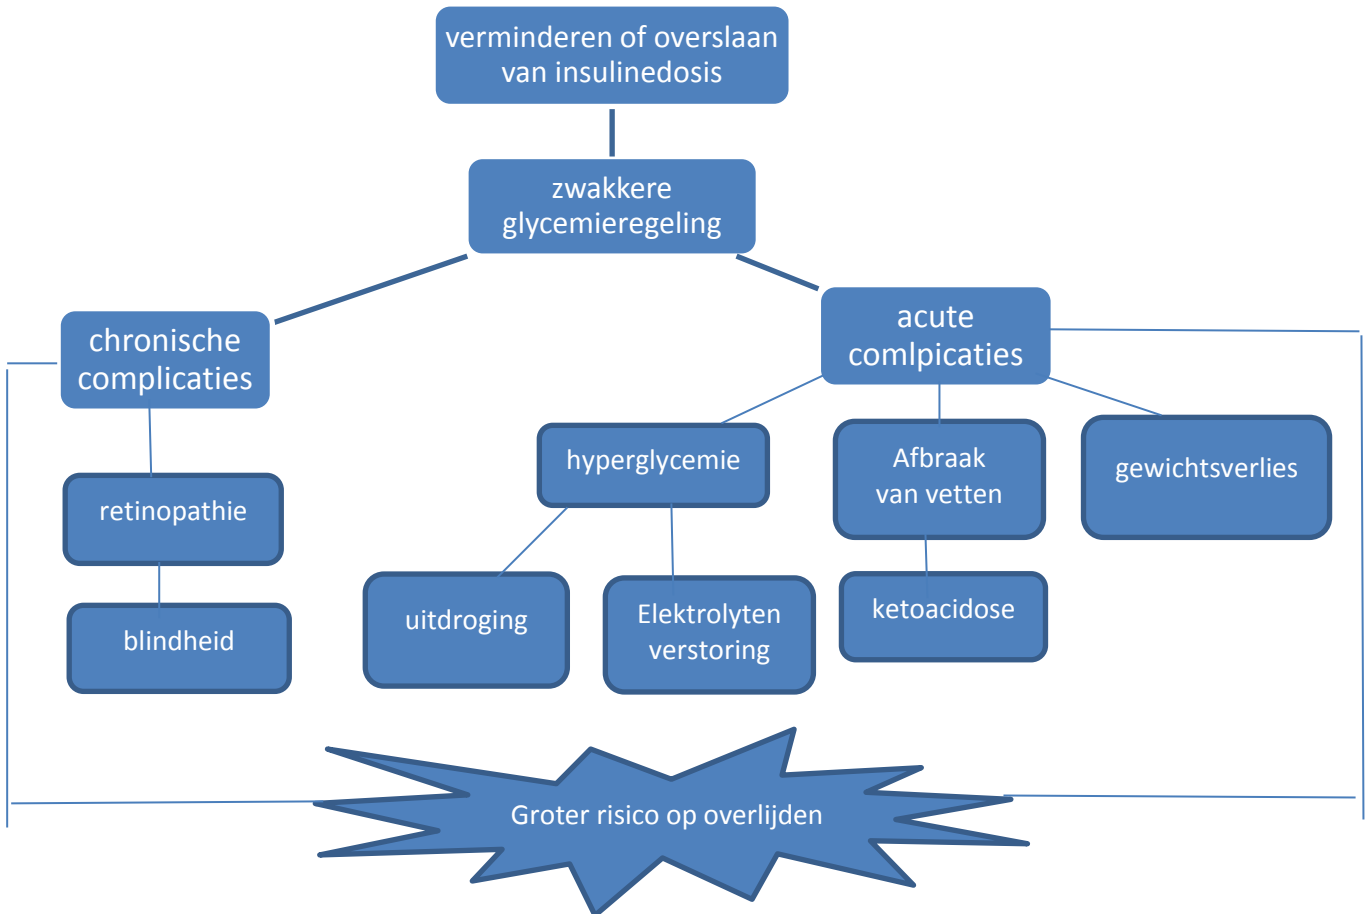 verminderen of overslaan
van insulinedosis
zwakkere
glycemieregeling
chronische
complicaties
acute
comlpicaties
hyperglycemie
Afbraak
van vetten
gewichtsverlies
retinopathie
uitdroging
Elektrolyten
verstoring
ketoacidose
blindheid
Groter risico op overlijden